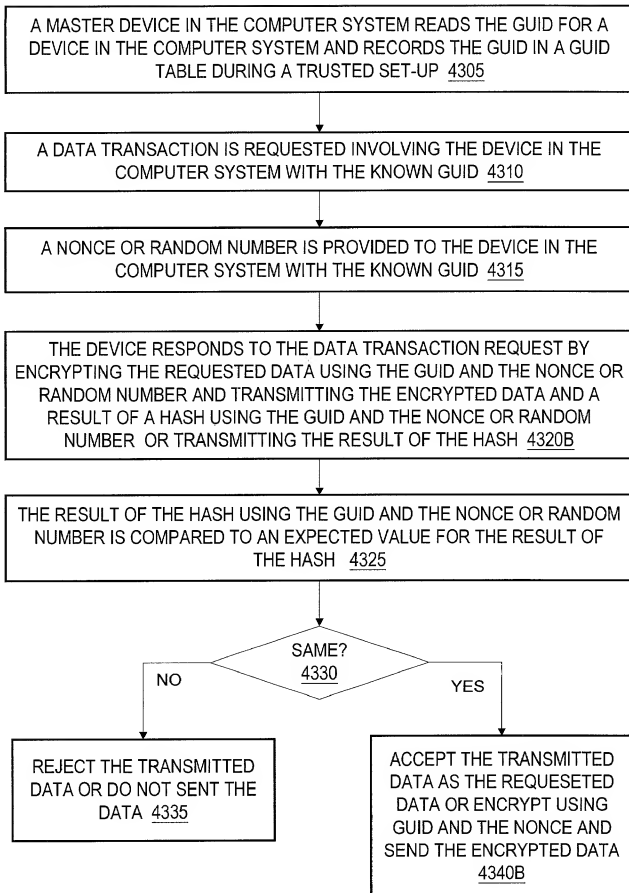 A MASTER DEVICE IN THE COMPUTER SYSTEM READS THE GUID FOR A
DEVICE IN THE COMPUTER SYSTEM AND RECORDS THE GUID IN A GUID
TABLE DURING A TRUSTED SET-UP 4305
A DATA TRANSACTION IS REQUESTED INVOLVING THE DEVICE IN THE
COMPUTER SYSTEM WITH THE KNOWN GUID 4310
A NONCE OR RANDOM NUMBER IS PROVIDED TO THE DEVICE IN THE
COMPUTER SYSTEM WITH THE KNOWN GUID 4315
THE DEVICE RESPONDS TO THE DATA TRANSACTION REQUEST BY
ENCRYPTING THE REQUESTED DATA USING THE GUID AND THE NONCE OR
RANDOM NUMBER AND TRANSMITTING THE ENCRYPTED DATA AND A
RESULT OF A HASH USING THE GUID AND THE NONCE OR RANDOM
NUMBER OR TRANSMITTING THE RESULT OF THE HASH 4320B
THE RESULT OF THE HASH USING THE GUID AND THE NONCE OR RANDOM
NUMBER IS COMPARED TO AN EXPECTED VALUE FOR THE RESULT OF
THE HASH 4325
SAME?
4330
NO
YES
REJECT THE TRANSMITTED
DATA OR DO NOT SENT THE
DATA 4335
ACCEPT THE TRANSMITTED
DATA AS THE REQUESETED
DATA OR ENCRYPT USING
GUID AND THE NONCE AND
SEND THE ENCRYPTED DATA
4340B